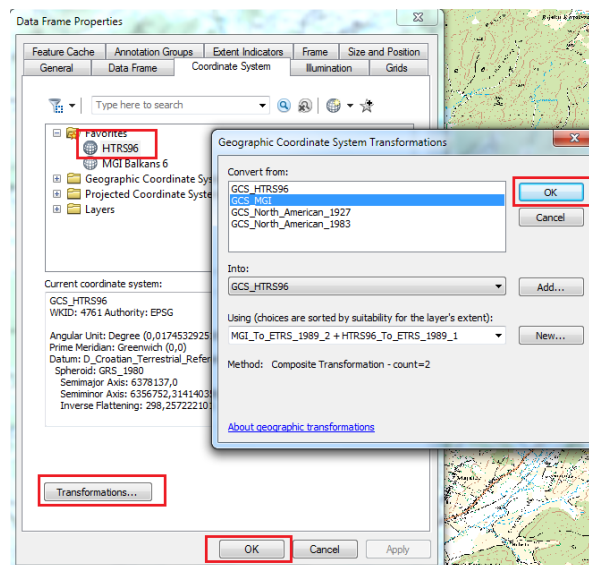 Data Frame Properties
Feature Cache Annotation Groups Extent Indicators Frame Size and Position
General Data Frame Coordinate System Illumination Grids
Type here to search
Favorites
HTRS96
MGI Balkans 6
Geographic Coordinate Sys
Projected Coordinate Syste
Layers
Current coordinate system:
GCS_HTRS96
WKID: 4761 Authority: EPSG
Angular Unit: Degree (0,0174532925
Prime Meridian: Greenwich (0,0)
Datum: D_Croatian_Terrestrial_Refer
Spheroid: GRS_1980
Semimajor Axis: 6378137,0
Semiminor Axis: 6356752,31414035
Inverse Flattening: 298,257222101
Transformations...
OK Cancel Apply
Geographic Coordinate System Transformations
Convert from:
GCS_HTRS96
GCS_MGI
GCS_North_American_1927
GCS_North_American_1983
OK
Cancel
Into:
GCS_HTRS96
Add...
Using (choices are sorted by suitability for the layer's extent):
MGI_To_ETRS_1989_2 + HTRS96_To_ETRS_1989_1
New...
Method: Composite Transformation - count=2
About geographic transformations